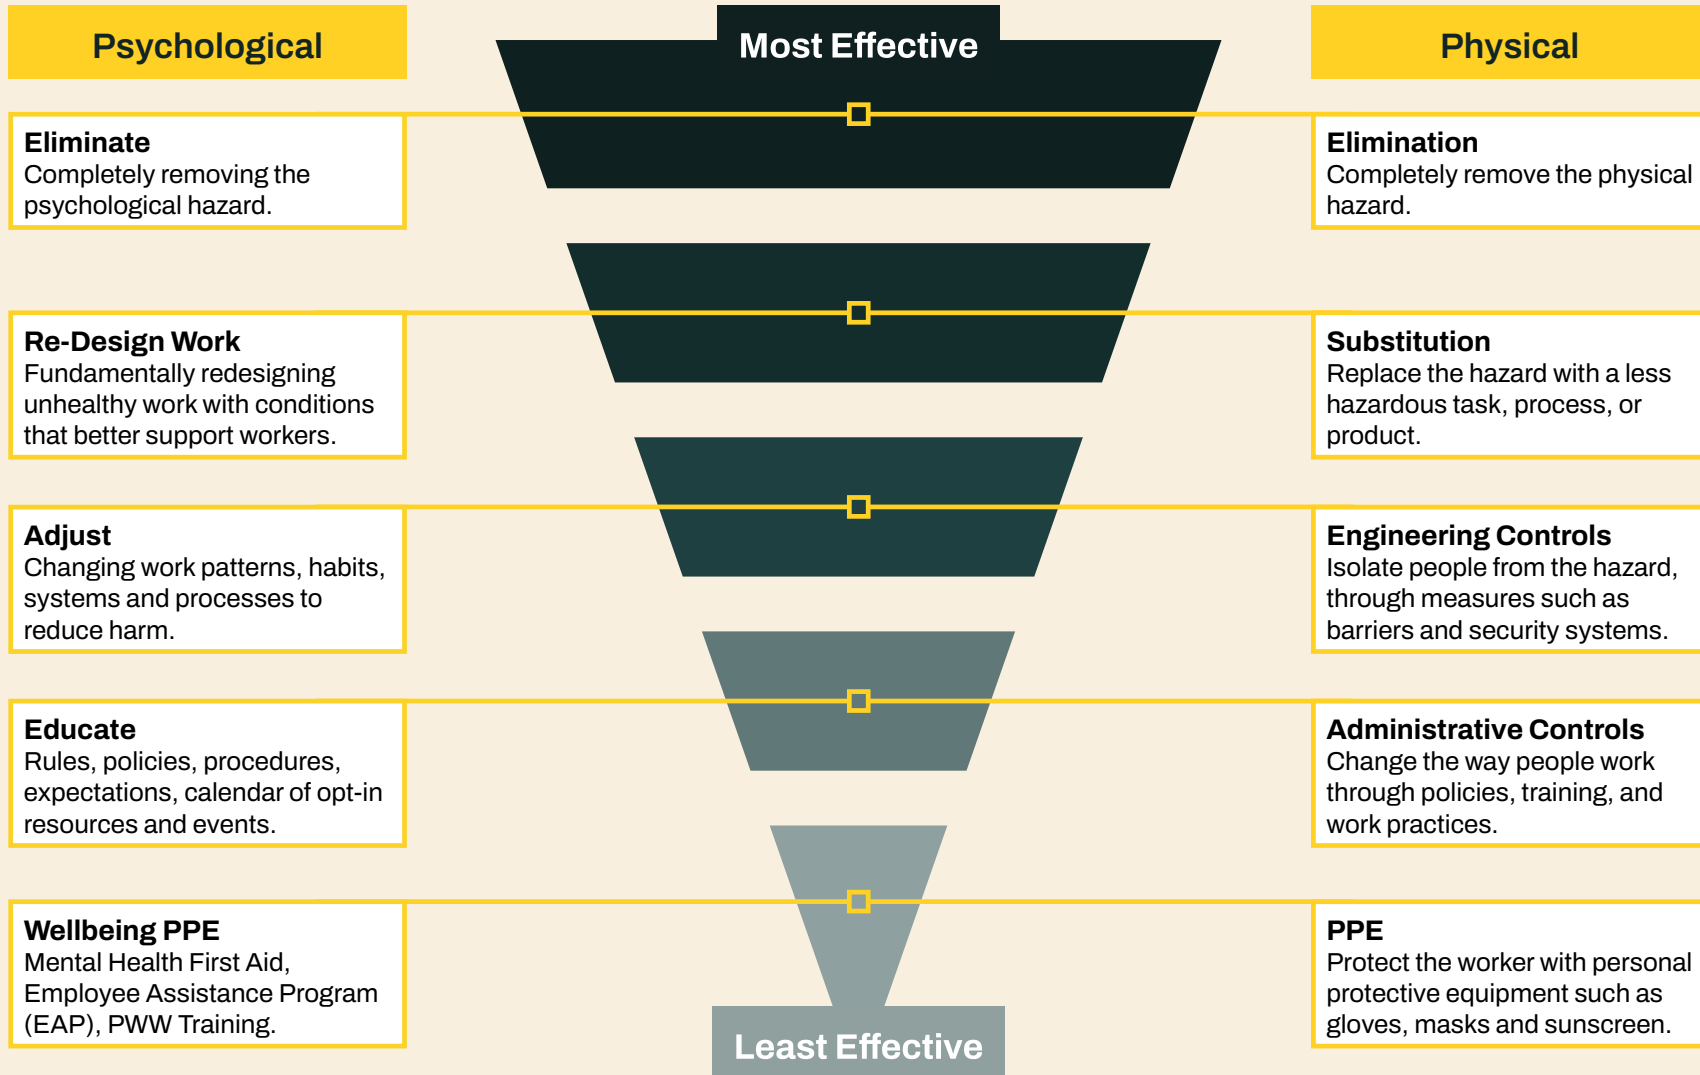 Psychological
Most Effective
Physical
Eliminate
Completely removing the
psychological hazard.
Elimination
Completely remove the physical
hazard.
Re-Design Work
Fundamentally redesigning
unhealthy work with conditions
that better support workers.
Substitution
Replace the hazard with a less
hazardous task, process, or
product.
Adjust
Changing work patterns, habits,
systems and processes to
reduce harm.
Engineering Controls
Isolate people from the hazard,
through measures such as
barriers and security systems.
Educate
Rules, policies, procedures,
expectations, calendar of opt-in
resources and events.
Administrative Controls
Change the way people work
through policies, training, and
work practices.
Wellbeing PPE
Mental Health First Aid,
Employee Assistance Program
(EAP), PWW Training.
PPE
Protect the worker with personal
protective equipment such as
gloves, masks and sunscreen.
Least Effective